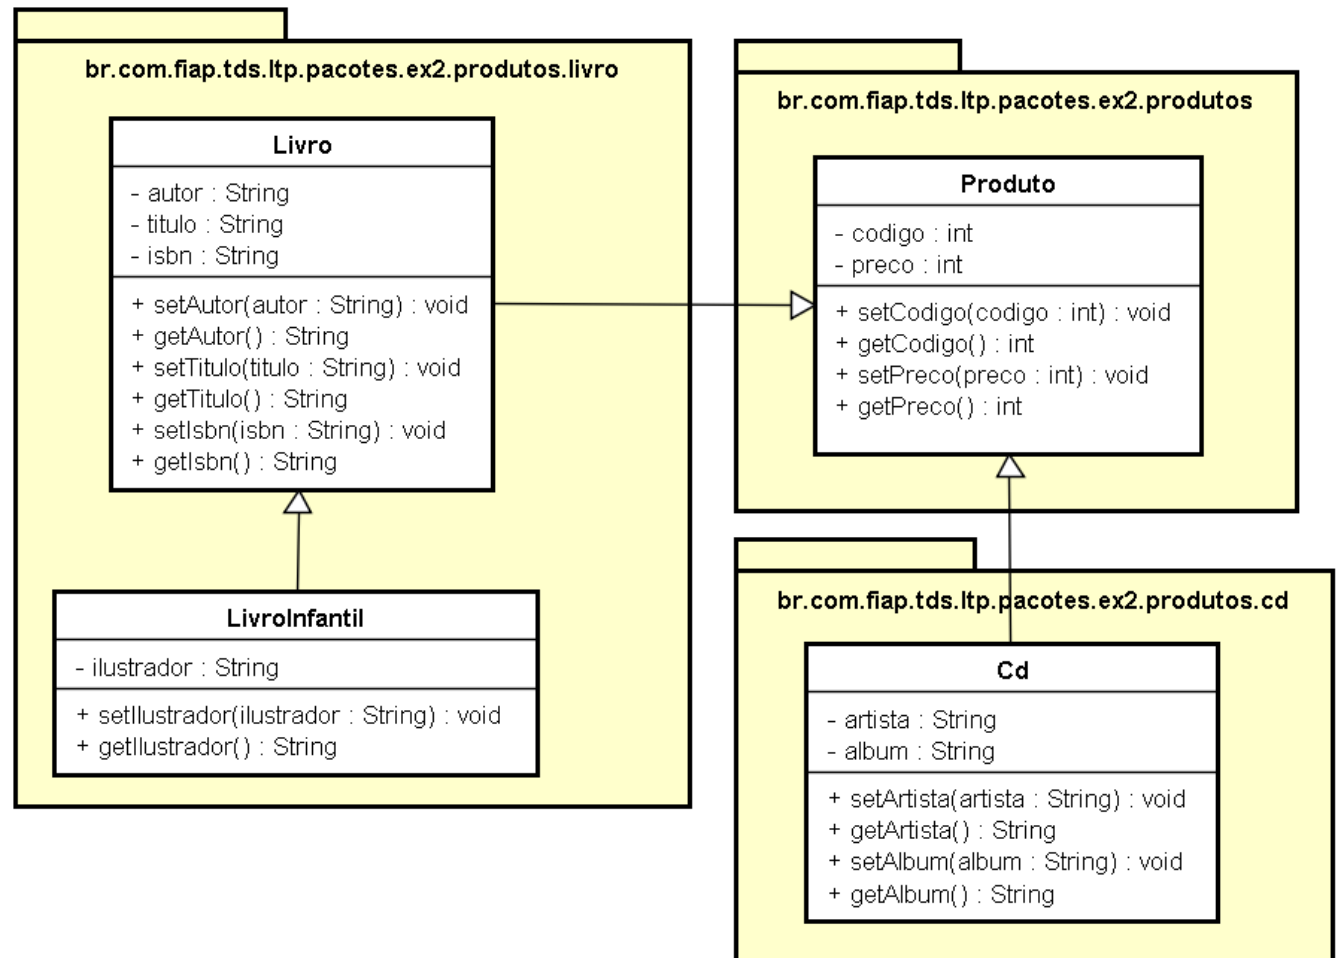 br.com.fiap.tds.ltp.pacotes.ex2.produtos.livro
Livro
- autor : String
- titulo : String
- isbn : String
+ setAutor(autor : String) : void
+ getAutor() : String
+ setTitulo(titulo : String) : void
+ getTitulo() : String
+ setIsbn(isbn : String) : void
+ getIsbn() : String
LivroInfantil
- ilustrador : String
+ setIlustrador(ilustrador : String) : void
+ getIlustrador() : String
br.com.fiap.tds.ltp.pacotes.ex2.produtos
Produto
- codigo : int
- preco : int
+ setCodigo(codigo : int) : void
+ getCodigo() : int
+ setPreco(preco : int) : void
+ getPreco() : int
br.com.fiap.tds.ltp.pacotes.ex2.produtos.cd
Cd
- artista : String
- album : String
+ setArtista(artista : String) : void
+ getArtista() : String
+ setAlbum(album : String) : void
+ getAlbum() : String